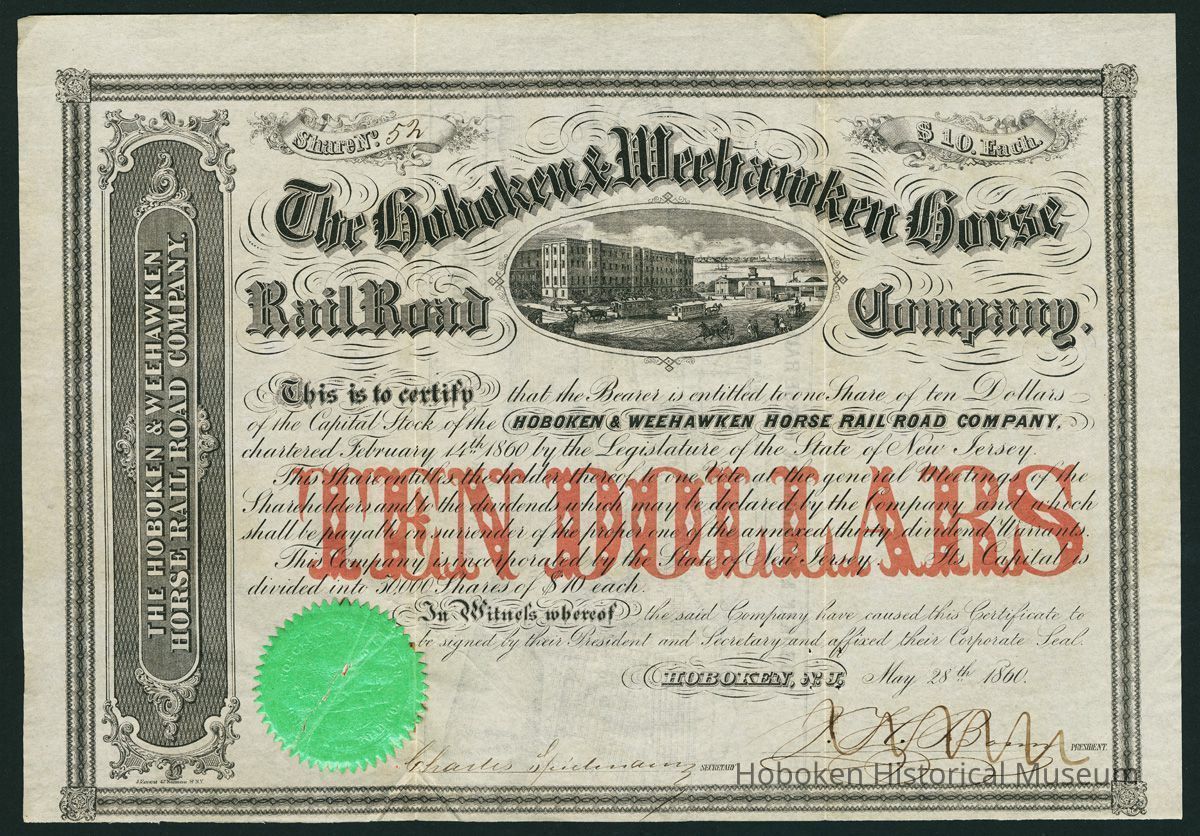 Share No. 52
$10. Each.
The Hoboken & Weehawken Horse
Rail Road Company.
THE HOBOKEN & WEEHAWKEN
HORSE RAIL ROAD COMPANY.
This is to certify that the Bearer is entitled to one Share of ten Dollars
of the Capital Stock of the HOBOKEN & WEEHAWKEN HORSE RAIL ROAD COMPANY,
chartered February 14th 1860 by the Legislature of the State of New Jersey.
This Share entitles the holder thereof to one Vote at the general Meetings of the
Shareholders and to the dividends which may be declared by the Company and which
shall be payable on surrender of the proper one of the annexed thirty dividend Warrants.
TEN DOLLARS
This Company is incorporated by the State of New Jersey. Its Capital is
divided into Shares of $10 each.
In Witness whereof the said Company have caused this Certificate to
be signed by their President and Secretary and affixed their Corporate Seal.
HOBOKEN, N.J, May 28th 1860.
PRESIDENT.
Charles Spielmann SECRETARY
Hoboken Historical Museum